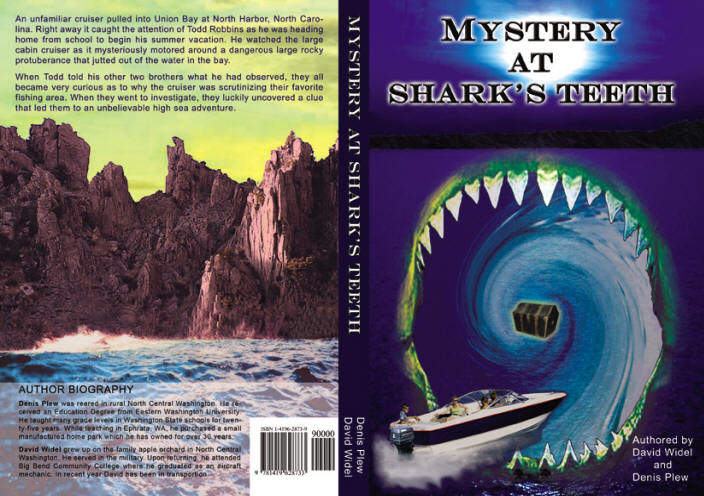 An unfamiliar cruiser pulled into Union Bay at North Harbor, North Caro-
lina. Right away it caught the attention of Todd Robbins as he was heading
home from school to begin his summer vacation. He watched the large
cabin cruiser as it mysteriously motored around a dangerous large rocky
protuberance that jutted out of the water in the bay.
When Todd told his other two brothers what he had observed, they all
became very curious as to why the cruiser was scrutinizing their favorite
fishing area. When they went to investigate, they luckily uncovered a clue
that led them to an unbelievable high sea adventure.
AUTHOR BIOGRAPHY
Denis Plew was reared in rural North Central Washington. He re-
ceived an Education Degree from Eastern Washington University.
He taught many grade levels in Washington State schools for twen-
ty-five years. While teaching in Ephrata, WA, he purchased a small
manufactured home park which he has owned for over 30 years.
David Widel grew up on the family apple orchard in North Central
Washington. He served in the military. Upon returning, he attended
Big Bend Community College where he graduated as an aircraft
mechanic. In recent year David has been in transportion
ISBN 1-4196-2873-9
90000
9 781419 628733
MYSTERY AT SHARK'S TEETH
Denis Plew
David Widel
MYSTERY
AT
SHARK'S TEETH
Authored by
David Widel
and
Denis Plew